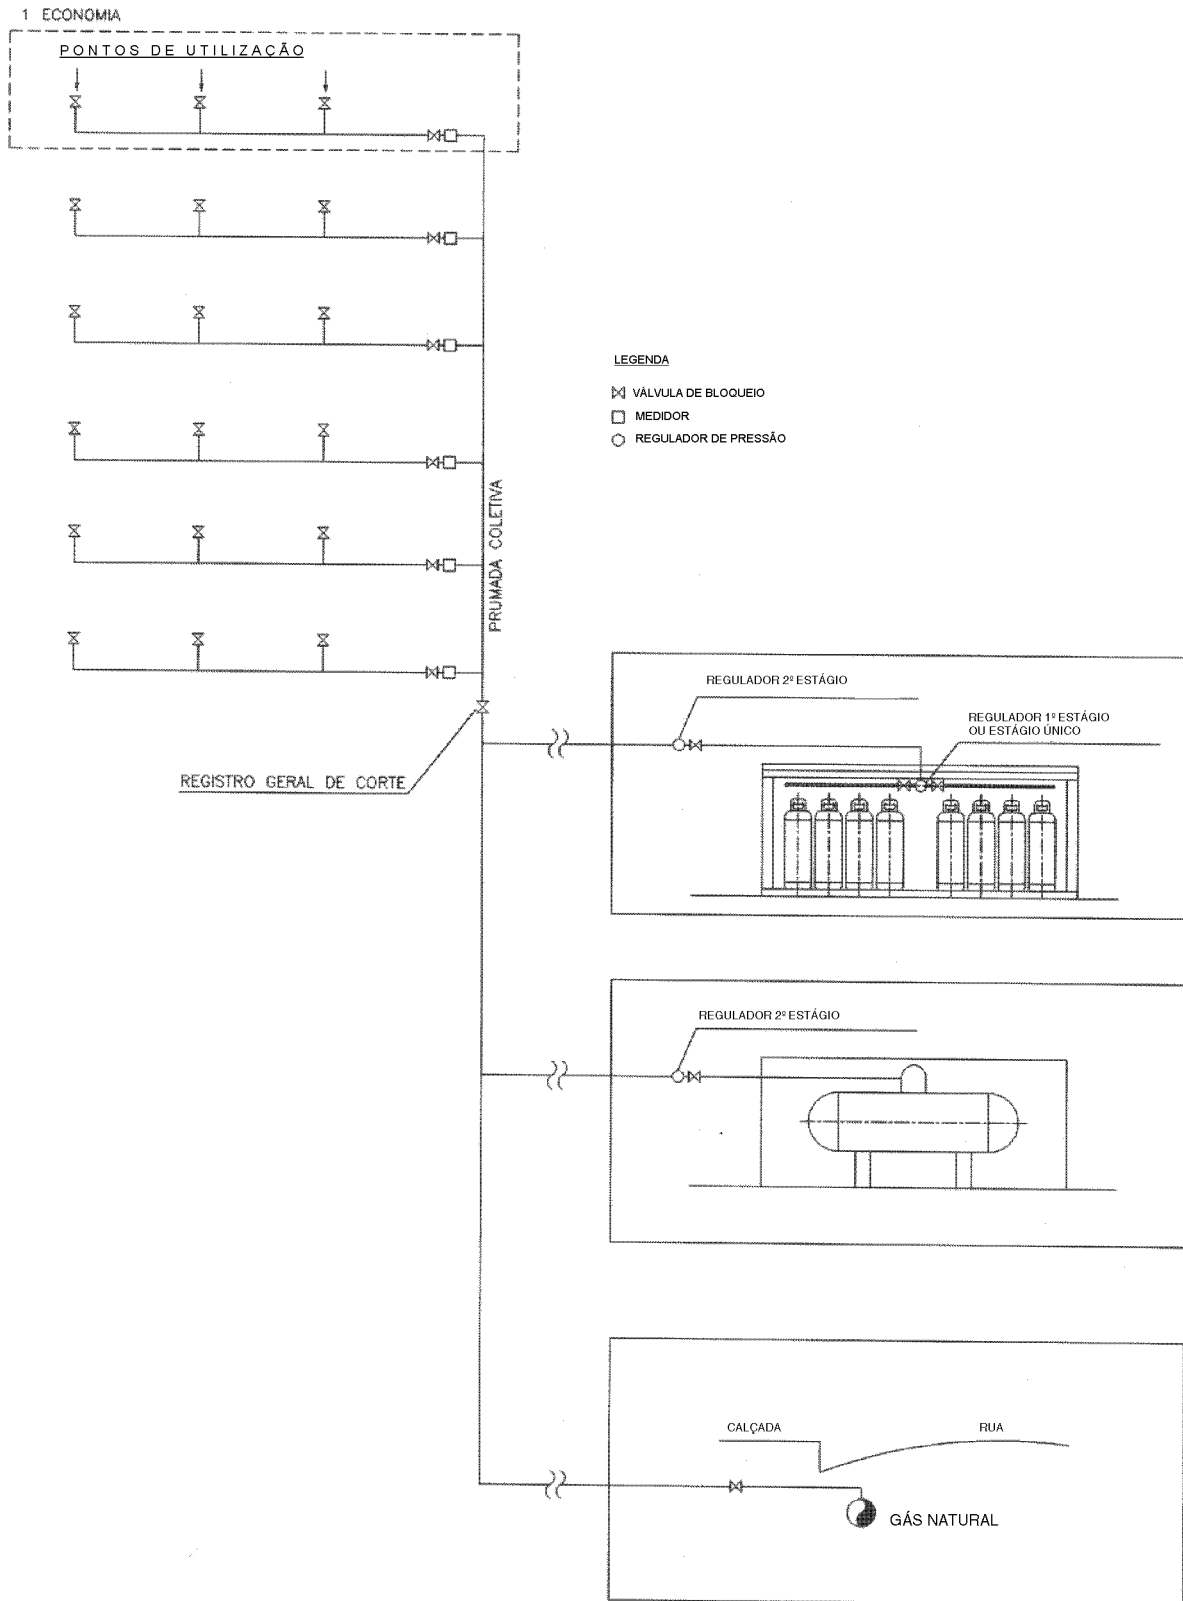 1 ECONOMIA
PONTOS DE UTILIZAÇÃO
LEGENDA
VÁLVULA DE BLOQUEIO
MEDIDOR
REGULADOR DE PRESSÃO
PRUMADA COLETIVA
REGISTRO GERAL DE CORTE
REGULADOR 2º ESTÁGIO
REGULADOR 1º ESTÁGIO
OU ESTÁGIO ÚNICO
REGULADOR 2º ESTÁGIO
CALÇADA
RUA
GÁS NATURAL